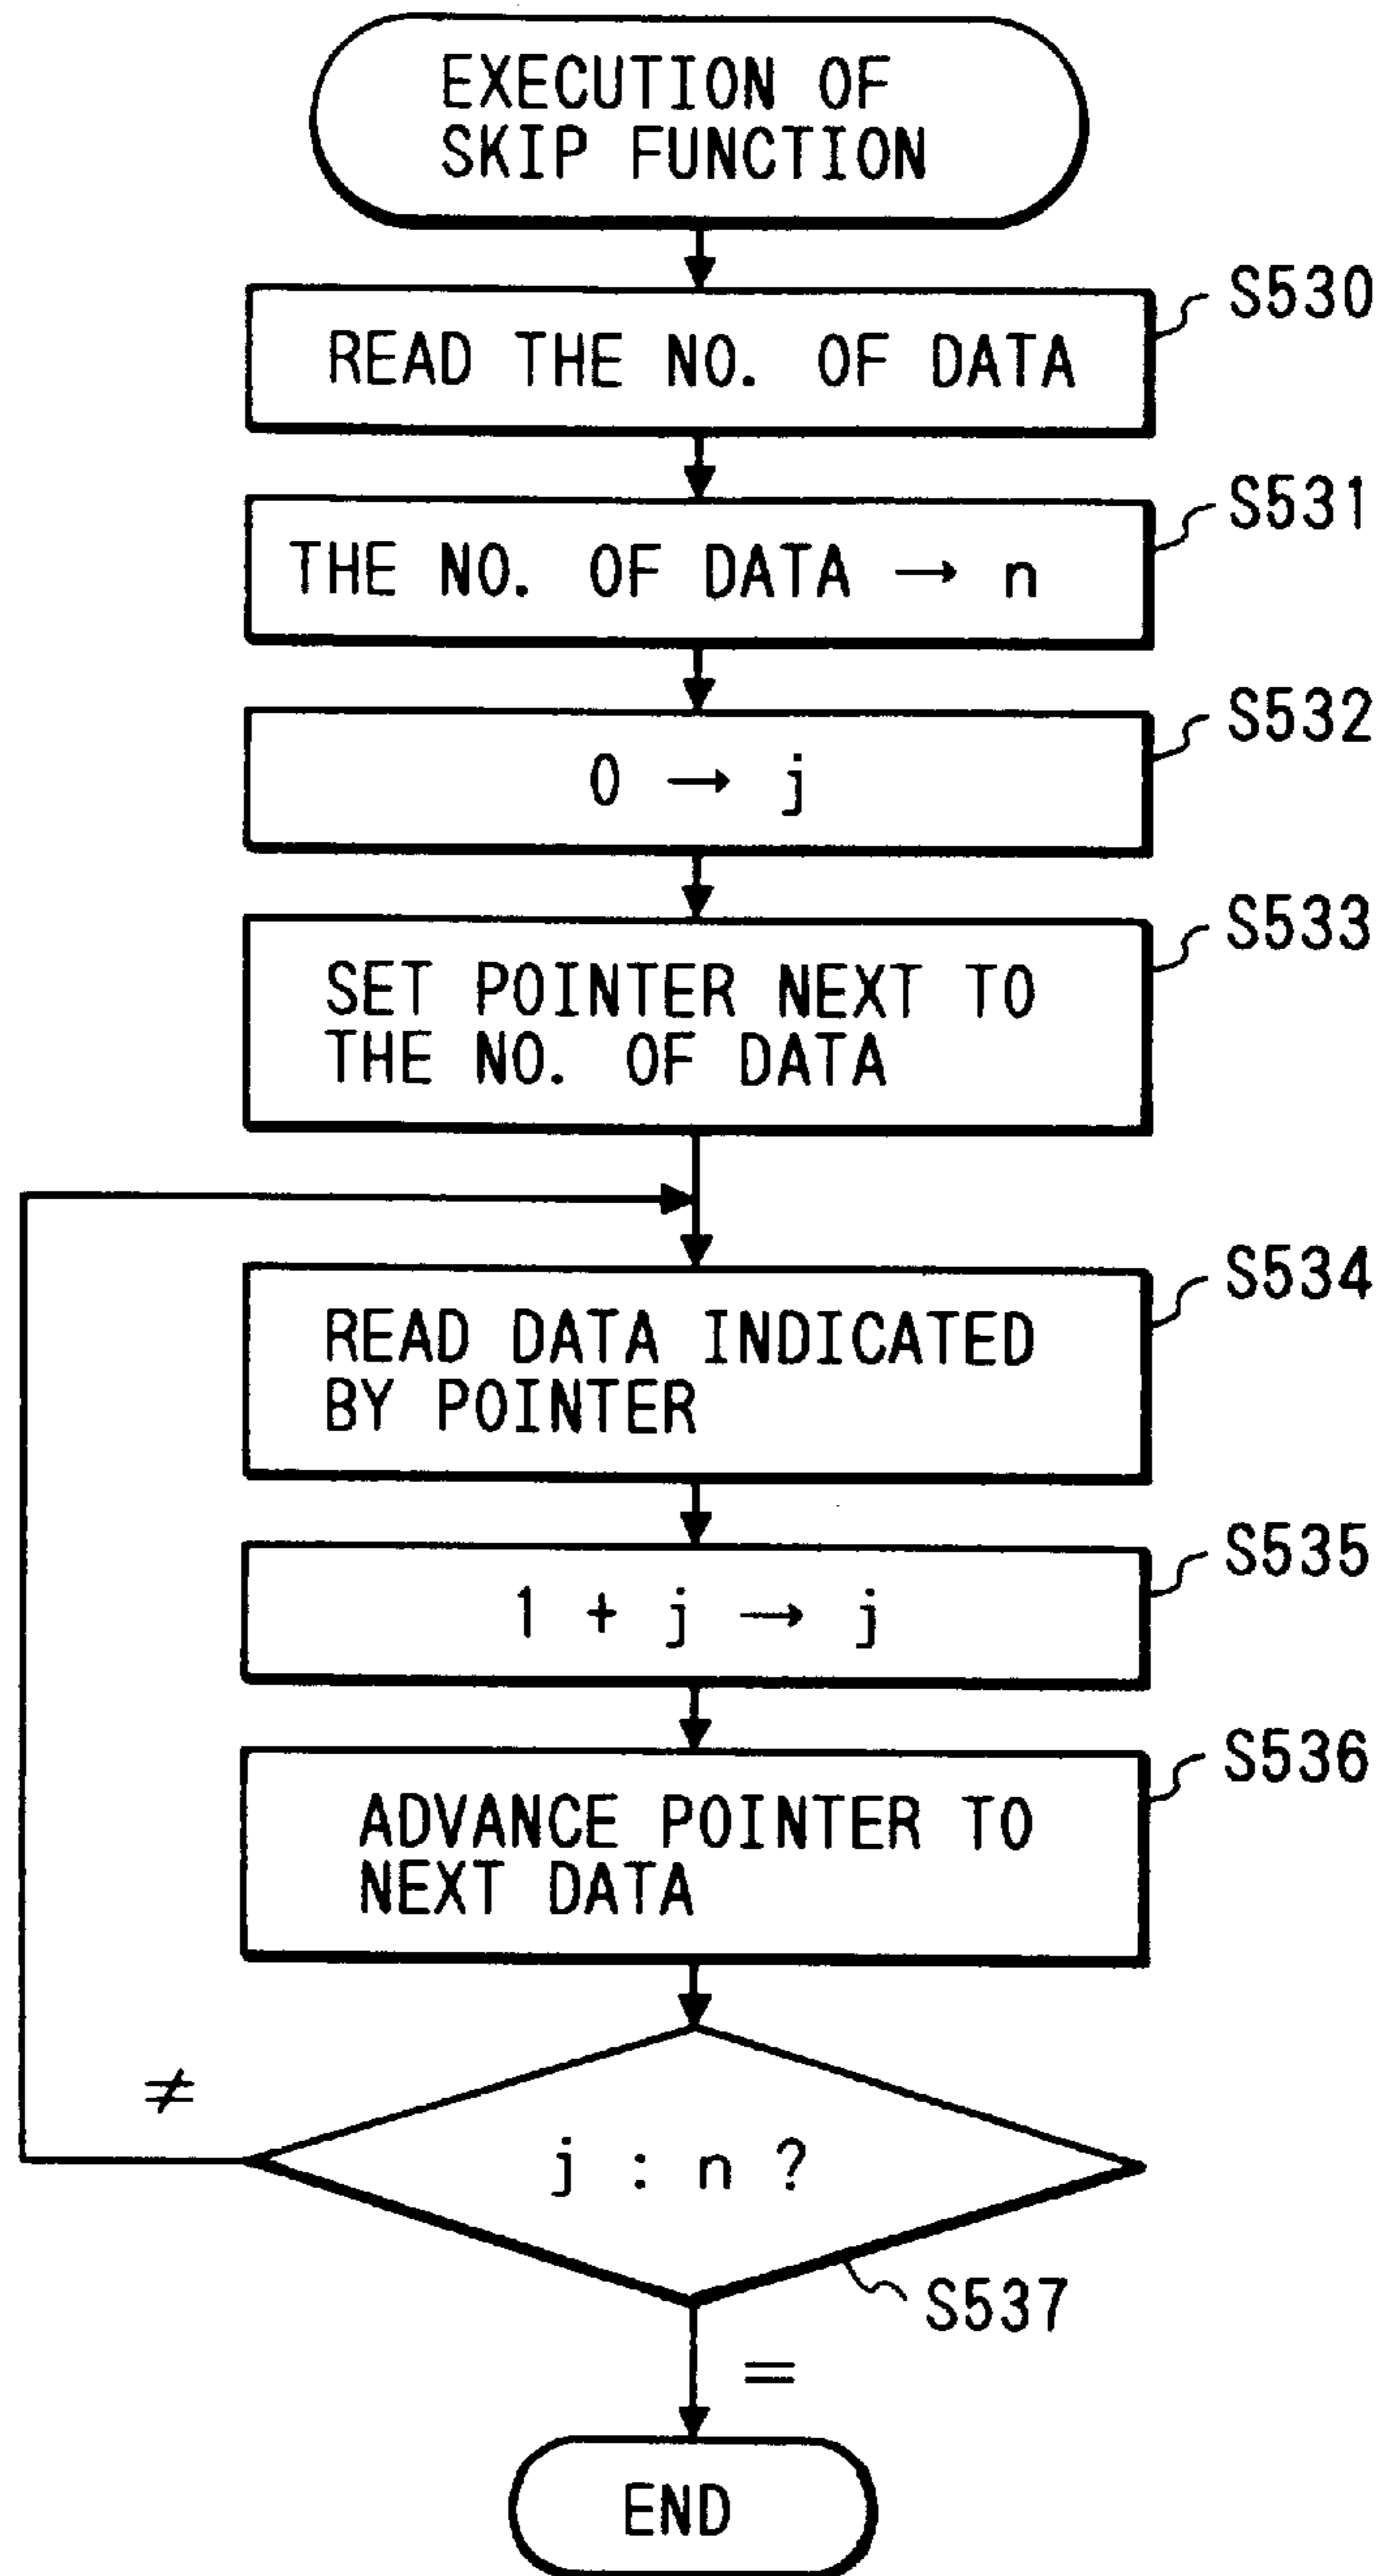 EXECUTION OF
SKIP FUNCTION
S530
READ THE NO. OF DATA
S531
THE NO. OF DATA → n
S532
0 → j
S533
SET POINTER NEXT TO
THE NO. OF DATA
S534
READ DATA INDICATED
BY POINTER
S535
1 + j → j
S536
ADVANCE POINTER TO
NEXT DATA
≠
j : n ?
S537
=
END